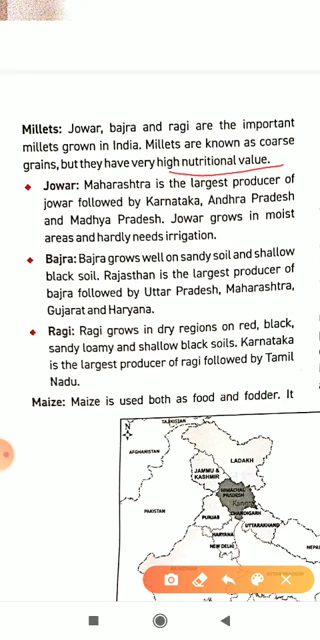 Millets: Jowar, bajra and ragi are the important
millets grown in India. Millets are known as coarse
grains, but they have very high nutritional value.
Jowar: Maharashtra is the largest producer of
jowar followed by Karnataka, Andhra Pradesh
and Madhya Pradesh. Jowar grows in moist
areas and hardly needs irrigation.
Bajra: Bajra grows well on sandy soil and shallow
black soil. Rajasthan is the largest producer of
bajra followed by Uttar Pradesh, Maharashtra,
Gujarat and Haryana.
Ragi: Ragi grows in dry regions on red, black,
sandy loamy and shallow black soils. Karnataka
is the largest producer of ragi followed by Tamil
Nadu.
Maize: Maize is used both as food and fodder. It
N
TAJIKISTAN
AFGHANISTAN
LADAKH
JAMMU &
KASHMIR
HIMACHAL
PRADESH
PAKISTAN
PUNJAB
CHANDIGARH
UTTARAKHAND
HARYANA
NEW DELHI
NEPAL